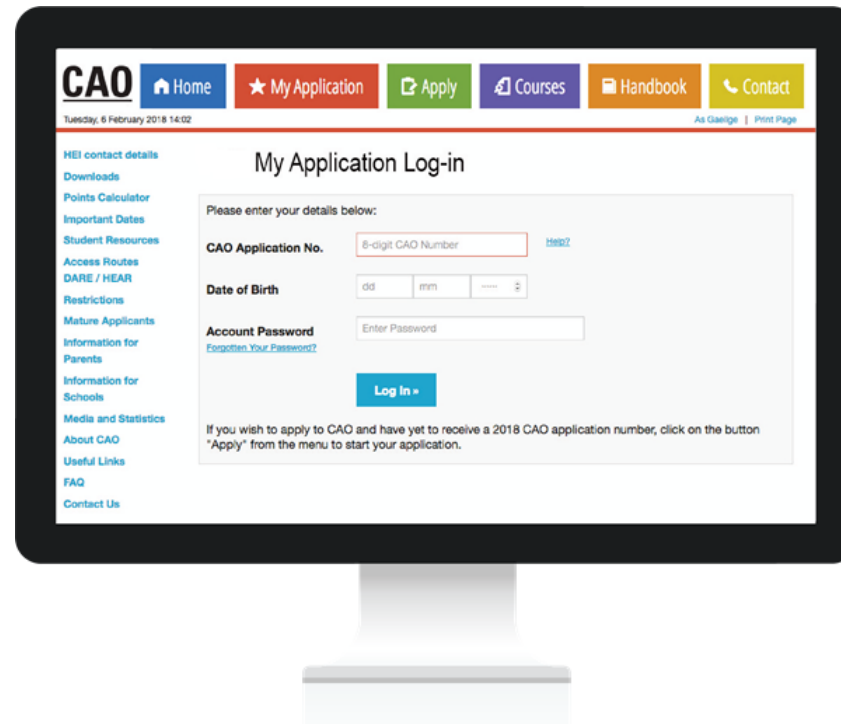 CAO
Home
My Application
Apply
Courses
Handbook
Contact
Tuesday, 6 February 2018 14:02
As Gaeilge | Print Page
HEI contact details
Downloads
Points Calculator
Important Dates
Student Resources
Access Routes
DARE / HEAR
Restrictions
Mature Applicants
Information for
Parents
Information for
Schools
Media and Statistics
About CAO
Useful Links
FAQ
Contact Us
My Application Log-in
Please enter your details below:
CAO Application No.
8-digit CAO Number
Help?
Date of Birth
dd
mm
-----
Account Password
Enter Password
Forgotten Your Password?
Log In »
If you wish to apply to CAO and have yet to receive a 2018 CAO application number, click on the button
"Apply" from the menu to start your application.